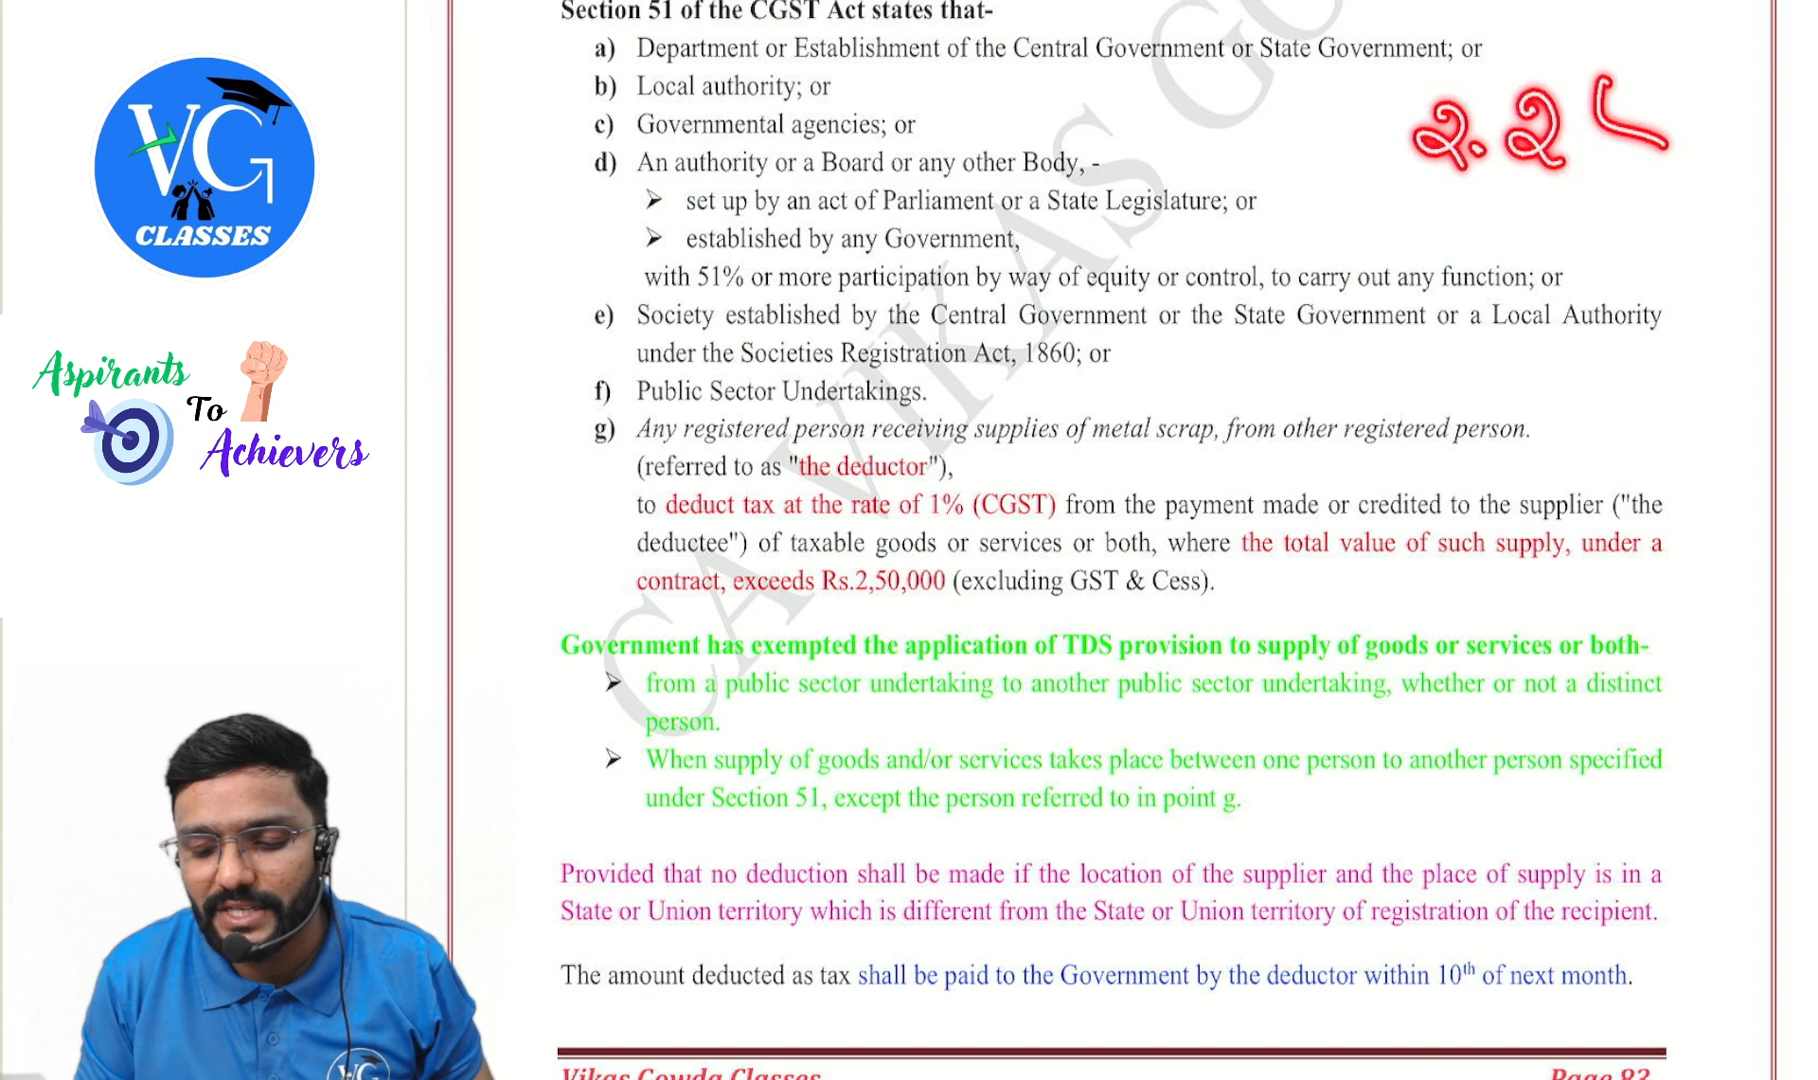 Section 51 of the CGST Act states that-
a) Department or Establishment of the Central Government or State Government; or
b) Local authority; or
c) Governmental agencies; or
d) An authority or a Board or any other Body, -
➢ set up by an act of Parliament or a State Legislature; or
➢ established by any Government,
with 51% or more participation by way of equity or control, to carry out any function; or
e) Society established by the Central Government or the State Government or a Local Authority
under the Societies Registration Act, 1860; or
f) Public Sector Undertakings.
g) Any registered person receiving supplies of metal scrap, from other registered person.
(referred to as "the deductor"),
to deduct tax at the rate of 1% (CGST) from the payment made or credited to the supplier ("the
deductee") of taxable goods or services or both, where the total value of such supply, under a
contract, exceeds Rs.2,50,000 (excluding GST & Cess).
Government has exempted the application of TDS provision to supply of goods or services or both-
➢ from a public sector undertaking to another public sector undertaking, whether or not a distinct
person.
➢ When supply of goods and/or services takes place between one person to another person specified
under Section 51, except the person referred to in point g.
Provided that no deduction shall be made if the location of the supplier and the place of supply is in a
State or Union territory which is different from the State or Union territory of registration of the recipient.
The amount deducted as tax shall be paid to the Government by the deductor within 10th of next month.
Vikas Gowda Classes
Page 83
CA VIKAS GO
VG
CLASSES
Aspirants
To
Achievers
VG